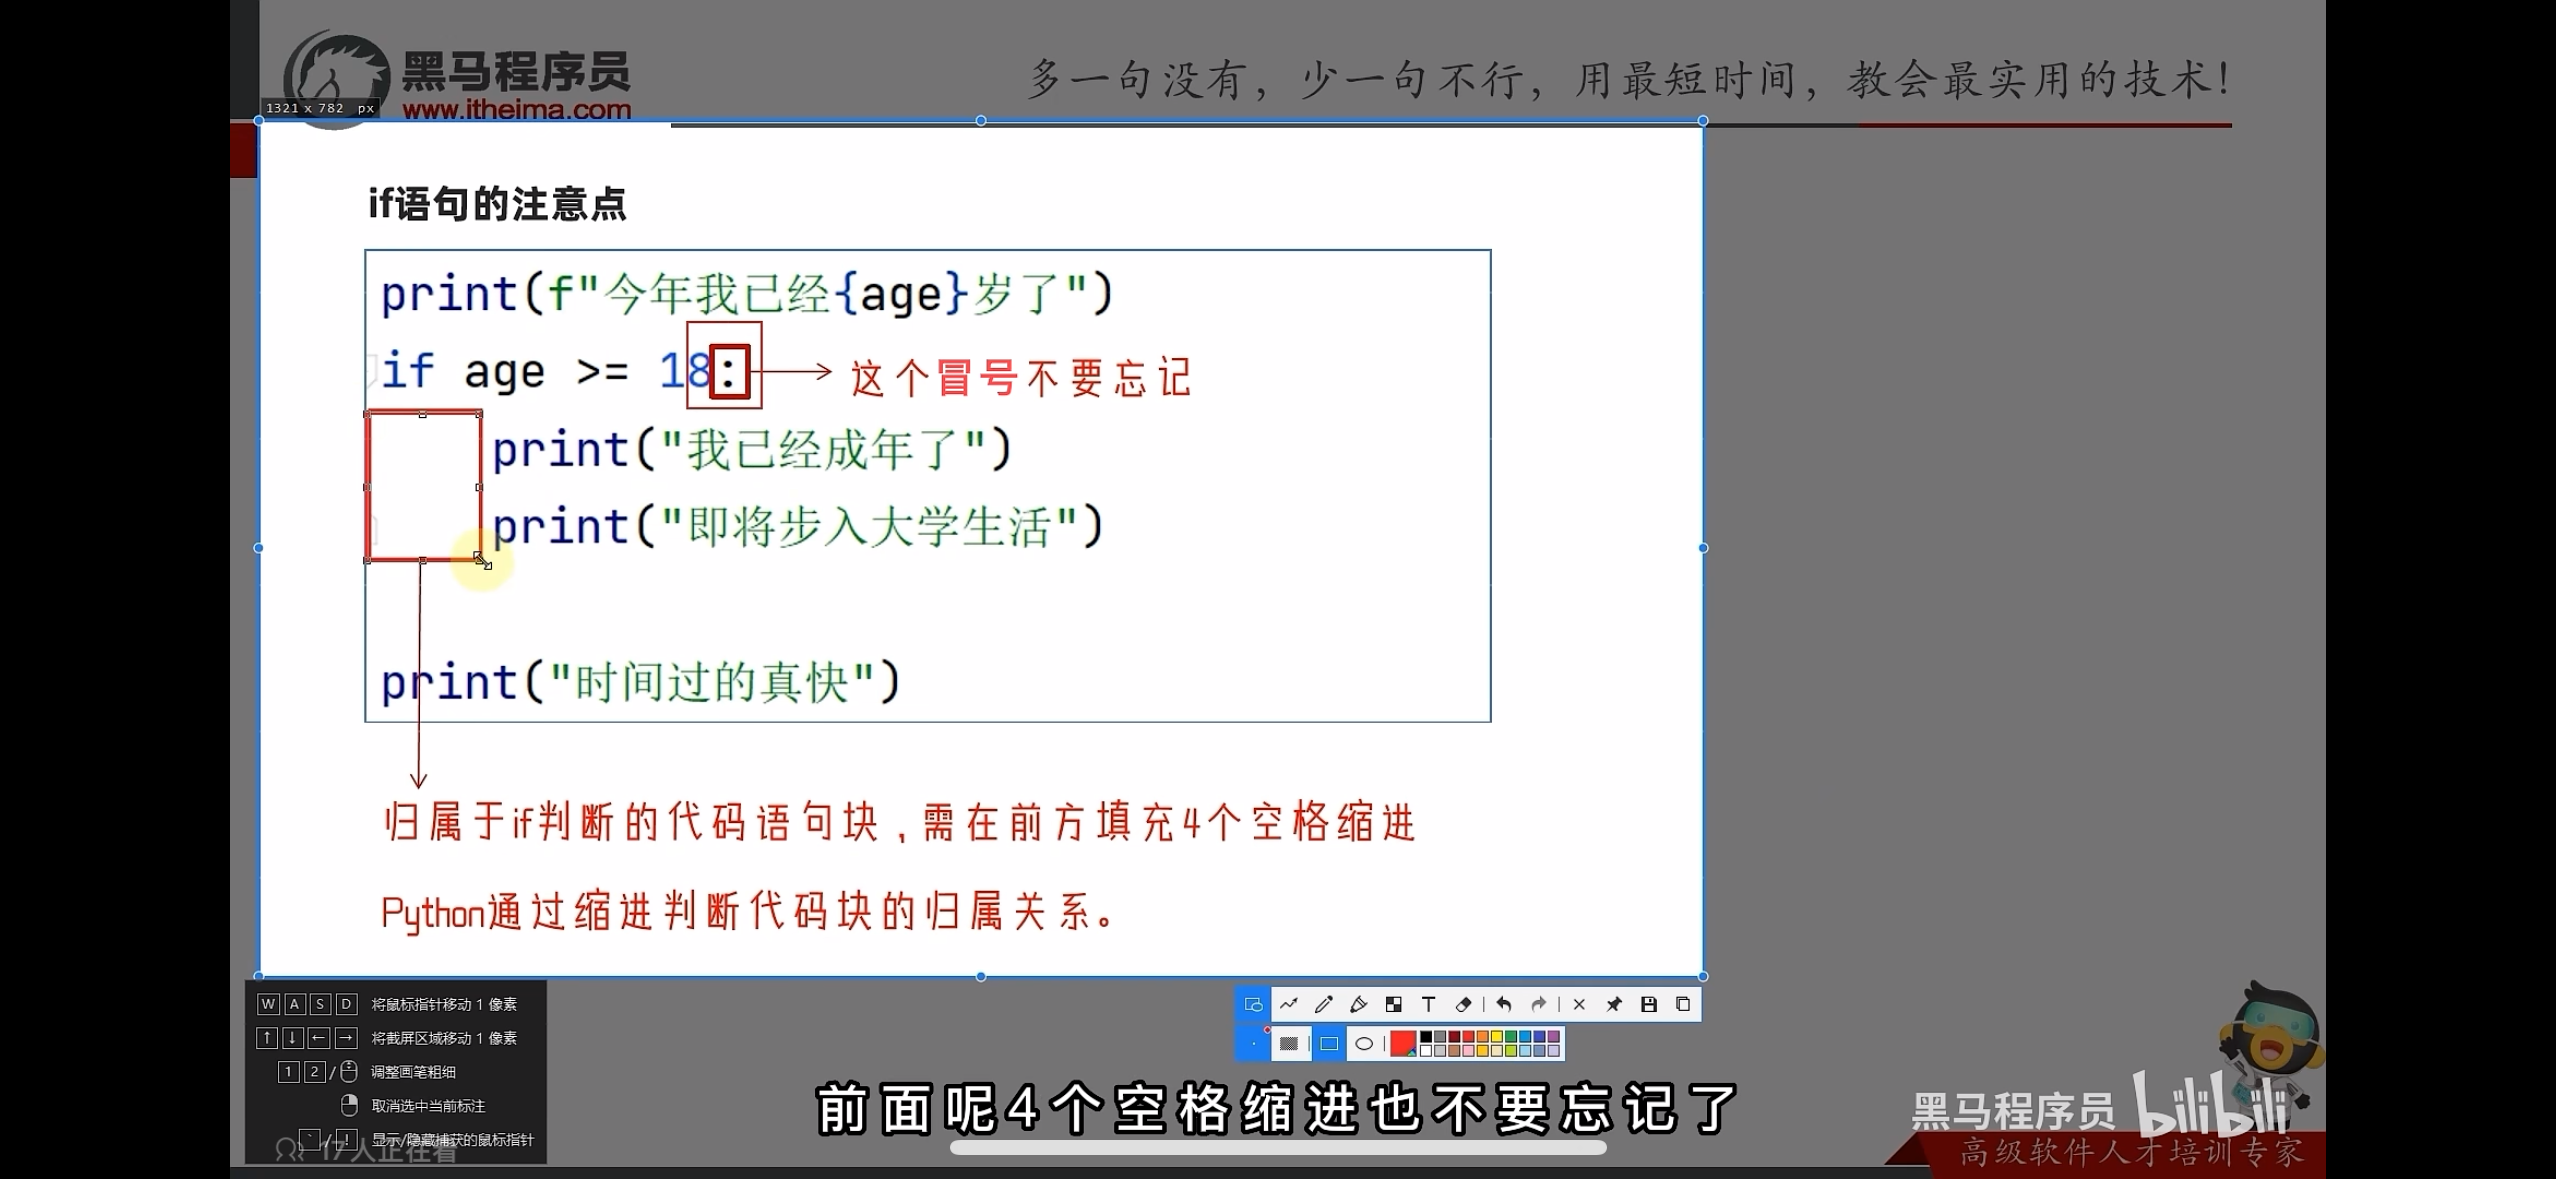 黑马程序员
www.itheima.com
多一句没有，少一句不行，用最短时间，教会最实用的技术！
1321 x 782 px
if语句的注意点
print(f"今年我已经{age}岁了")
if age >= 18:
这个冒号不要忘记
print("我已经成年了")
print("即将步入大学生活")
print("时间过的真快")
归属于if判断的代码语句块,需在前方填充4个空格缩进
Python通过缩进判断代码块的归属关系。
W A S D 将鼠标指针移动 1 像素
↑ ↓ ← → 将截屏区域移动 1 像素
1 2 / 调整画笔粗细
取消选中当前标注
` / ! 显示/隐藏捕获的鼠标指针
17人正在看
T
前面呢4个空格缩进也不要忘记了
黑马程序员 bilibili
高级软件人才培训专家